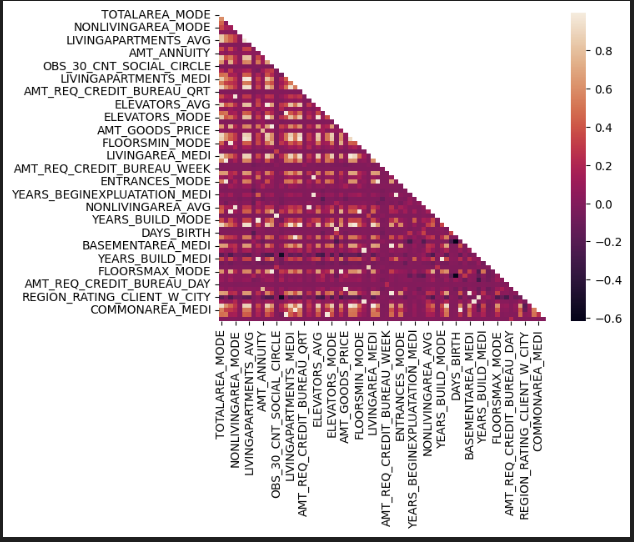 TOTALAREA_MODE
NONLIVINGAREA_MODE
LIVINGAPARTMENTS_AVG
AMT_ANNUITY
OBS_30_CNT_SOCIAL_CIRCLE
LIVINGAPARTMENTS_MEDI
AMT_REQ_CREDIT_BUREAU_QRT
ELEVATORS_AVG
ELEVATORS_MODE
AMT_GOODS_PRICE
FLOORSMIN_MODE
LIVINGAREA_MEDI
AMT_REQ_CREDIT_BUREAU_WEEK
ENTRANCES_MODE
YEARS_BEGINEXPLUATATION_MEDI
NONLIVINGAREA_AVG
YEARS_BUILD_MODE
DAYS_BIRTH
BASEMENTAREA_MEDI
YEARS_BUILD_MEDI
FLOORSMAX_MODE
AMT_REQ_CREDIT_BUREAU_DAY
REGION_RATING_CLIENT_W_CITY
COMMONAREA_MEDI
0.8
0.6
0.4
0.2
0.0
−0.2
−0.4
−0.6
TOTALAREA_MODE
NONLIVINGAREA_MODE
LIVINGAPARTMENTS_AVG
AMT_ANNUITY
OBS_30_CNT_SOCIAL_CIRCLE
LIVINGAPARTMENTS_MEDI
AMT_REQ_CREDIT_BUREAU_QRT
ELEVATORS_AVG
ELEVATORS_MODE
AMT_GOODS_PRICE
FLOORSMIN_MODE
LIVINGAREA_MEDI
AMT_REQ_CREDIT_BUREAU_WEEK
ENTRANCES_MODE
YEARS_BEGINEXPLUATATION_MEDI
NONLIVINGAREA_AVG
YEARS_BUILD_MODE
DAYS_BIRTH
BASEMENTAREA_MEDI
YEARS_BUILD_MEDI
FLOORSMAX_MODE
AMT_REQ_CREDIT_BUREAU_DAY
REGION_RATING_CLIENT_W_CITY
COMMONAREA_MEDI